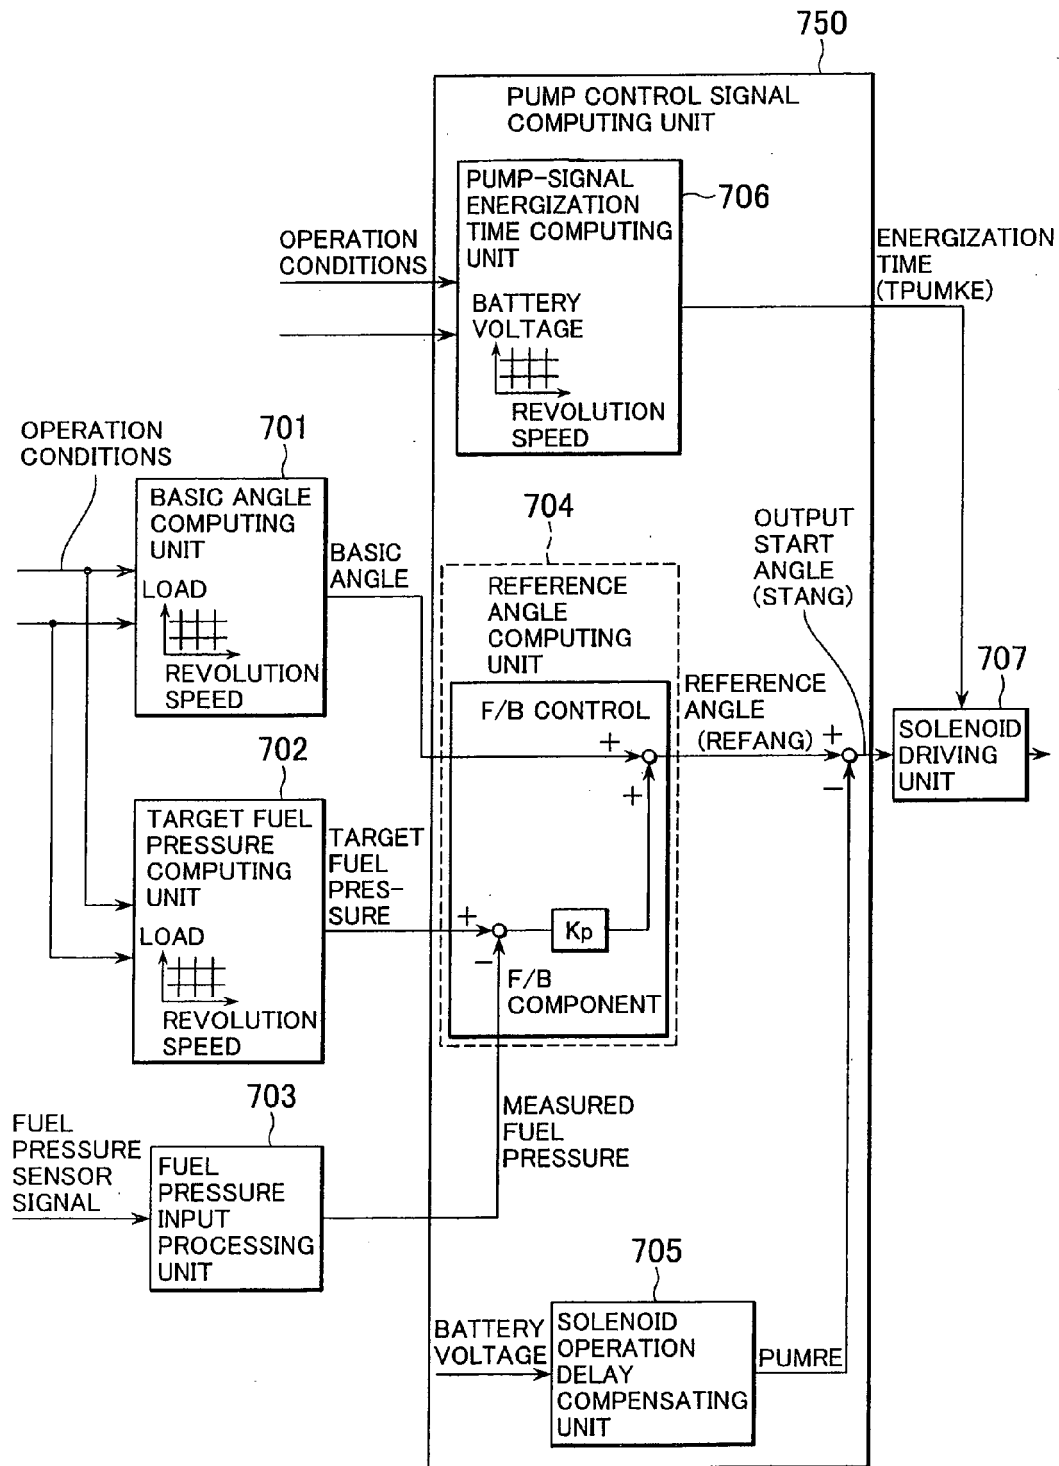 750
PUMP CONTROL SIGNAL
COMPUTING UNIT
PUMP-SIGNAL
ENERGIZATION
TIME COMPUTING
UNIT
706
OPERATION
CONDITIONS
BATTERY
VOLTAGE
REVOLUTION
SPEED
ENERGIZATION
TIME
(TPUMKE)
OPERATION
CONDITIONS
701
BASIC ANGLE
COMPUTING
UNIT
LOAD
REVOLUTION
SPEED
BASIC
ANGLE
704
REFERENCE
ANGLE
COMPUTING
UNIT
OUTPUT
START
ANGLE
(STANG)
F/B CONTROL
+
+
REFERENCE
ANGLE
(REFANG)
+
−
707
SOLENOID
DRIVING
UNIT
702
TARGET FUEL
PRESSURE
COMPUTING
UNIT
LOAD
REVOLUTION
SPEED
TARGET
FUEL
PRES-
SURE
+
−
Kp
F/B
COMPONENT
703
FUEL
PRESSURE
SENSOR
SIGNAL
FUEL
PRESSURE
INPUT
PROCESSING
UNIT
MEASURED
FUEL
PRESSURE
705
BATTERY
VOLTAGE
SOLENOID
OPERATION
DELAY
COMPENSATING
UNIT
PUMRE